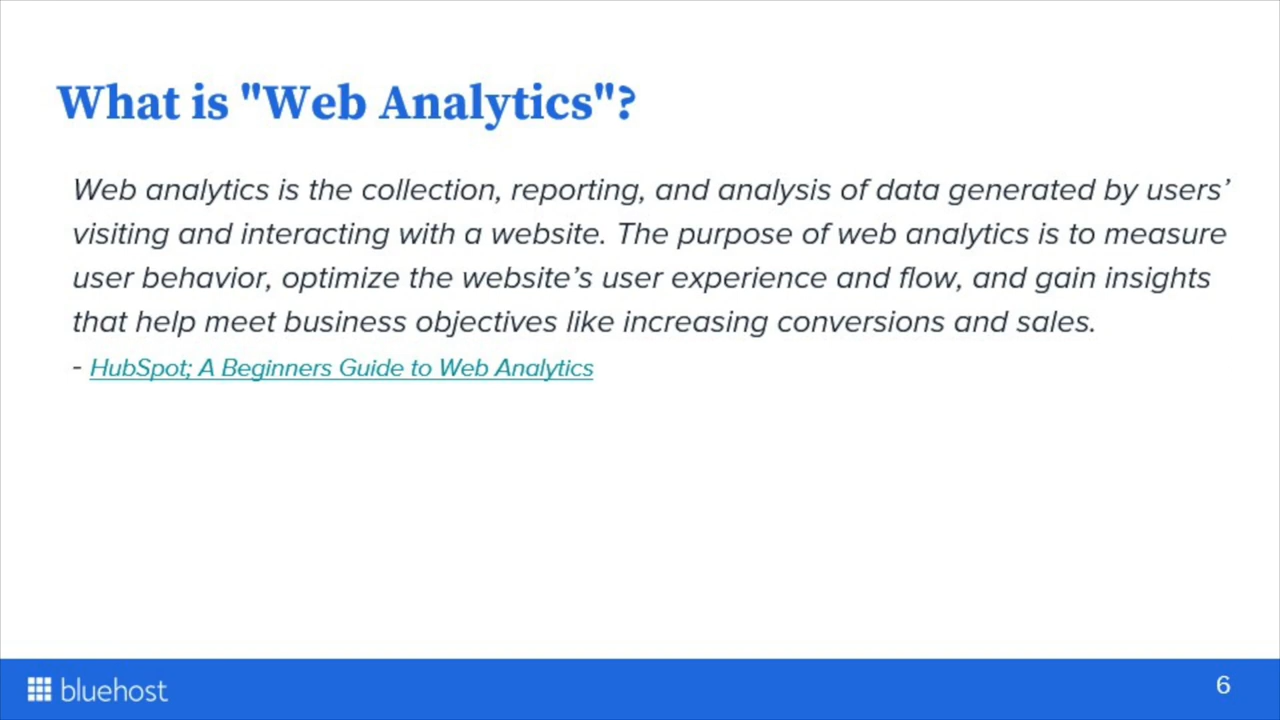 What is "Web Analytics"?
Web analytics is the collection, reporting, and analysis of data generated by users’
visiting and interacting with a website. The purpose of web analytics is to measure
user behavior, optimize the website’s user experience and flow, and gain insights
that help meet business objectives like increasing conversions and sales.
- HubSpot; A Beginners Guide to Web Analytics
bluehost
6